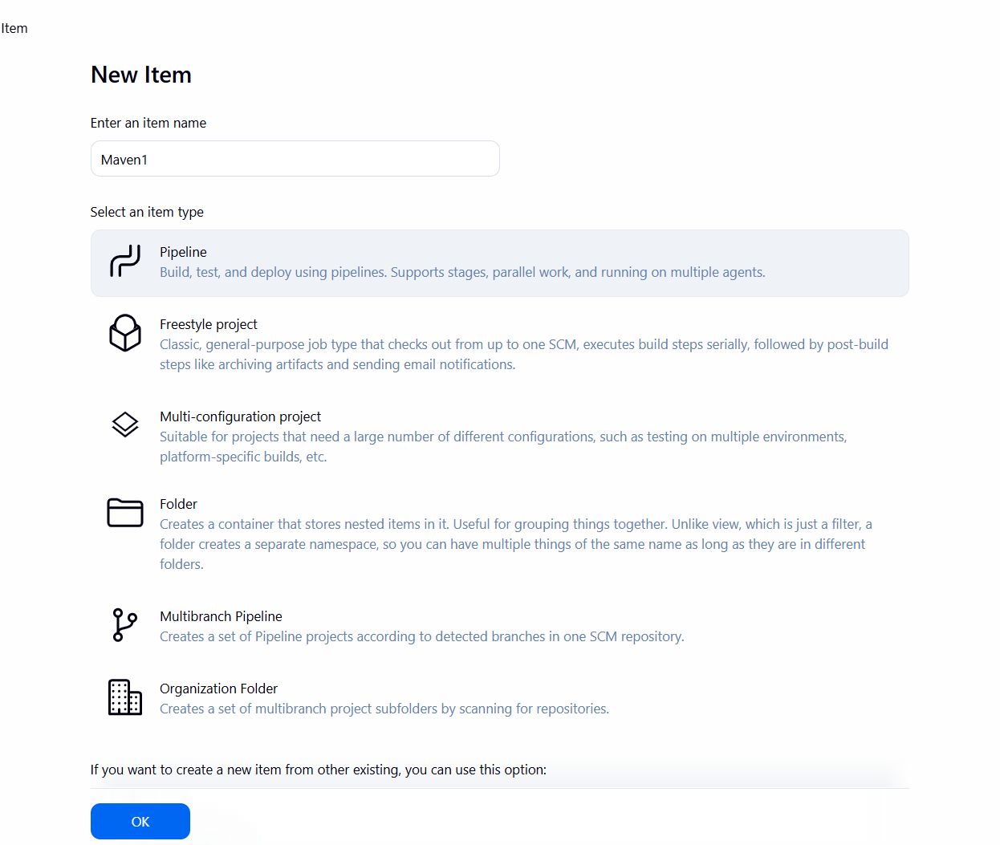 Item
New Item
Enter an item name
Maven1
Select an item type
Pipeline
Build, test, and deploy using pipelines. Supports stages, parallel work, and running on multiple agents.
Freestyle project
Classic, general-purpose job type that checks out from up to one SCM, executes build steps serially, followed by post-build
steps like archiving artifacts and sending email notifications.
Multi-configuration project
Suitable for projects that need a large number of different configurations, such as testing on multiple environments,
platform-specific builds, etc.
Folder
Creates a container that stores nested items in it. Useful for grouping things together. Unlike view, which is just a filter, a
folder creates a separate namespace, so you can have multiple things of the same name as long as they are in different
folders.
Multibranch Pipeline
Creates a set of Pipeline projects according to detected branches in one SCM repository.
Organization Folder
Creates a set of multibranch project subfolders by scanning for repositories.
If you want to create a new item from other existing, you can use this option:
OK